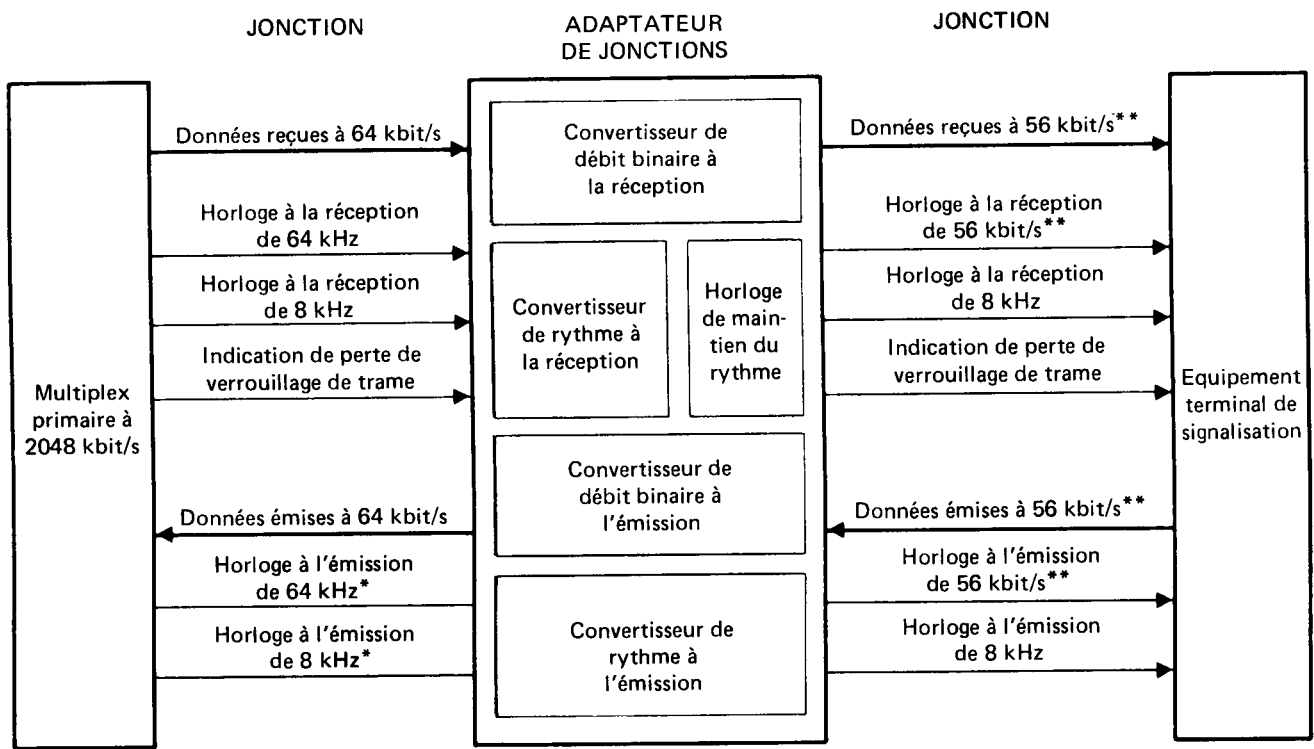 JONCTION
ADAPTATEUR
DE JONCTIONS
JONCTION
Multiplex
primaire à
2048 kbit/s
Données reçues à 64 kbit/s
Horloge à la réception
de 64 kHz
Horloge à la réception
de 8 kHz
Indication de perte de
verrouillage de trame
Données émises à 64 kbit/s
Horloge à l'émission
de 64 kHz*
Horloge à l'émission
de 8 kHz*
Convertisseur de
débit binaire à
la réception
Convertisseur
de rythme à
la réception
Horloge
de main-
tien du
rythme
Convertisseur de
débit binaire à
l'émission
Convertisseur de
rythme à
l'émission
Données reçues à 56 kbit/s**
Horloge à la réception
de 56 kbit/s**
Horloge à la réception
de 8 kHz
Indication de perte de
verrouillage de trame
Données émises à 56 kbit/s**
Horloge à l'émission
de 56 kbit/s**
Horloge à l'émission
de 8 kHz
Equipement
terminal de
signalisation